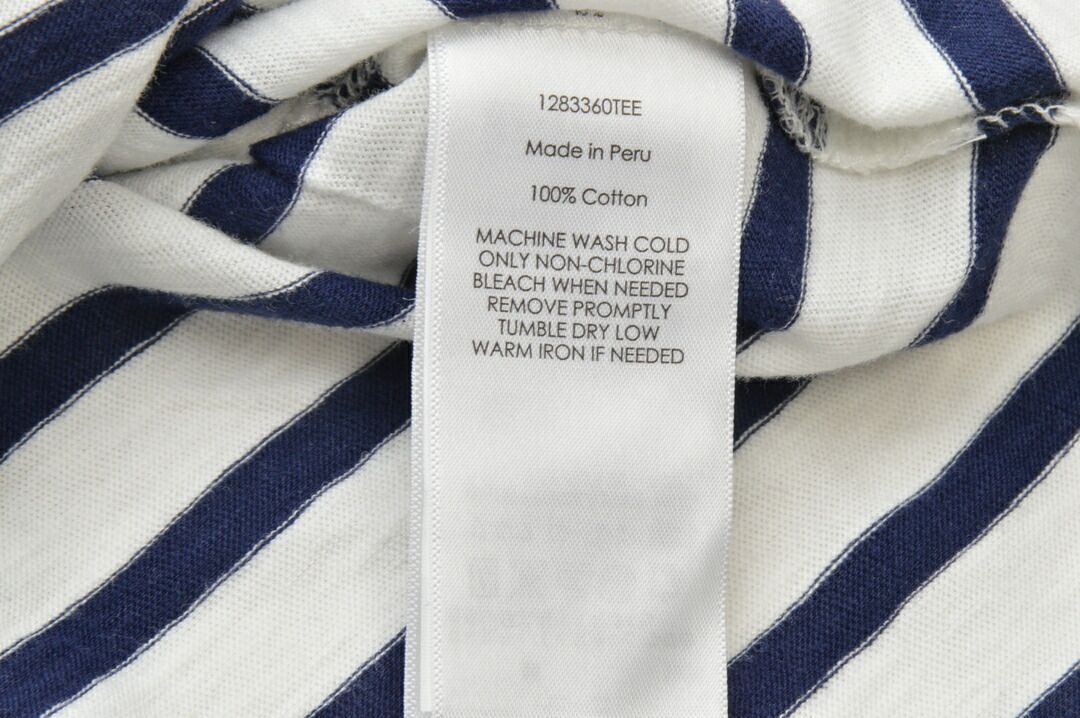 1283360TEE
Made in Peru
100% Cotton
MACHINE WASH COLD
ONLY NON-CHLORINE
BLEACH WHEN NEEDED
REMOVE PROMPTLY
TUMBLE DRY LOW
WARM IRON IF NEEDED